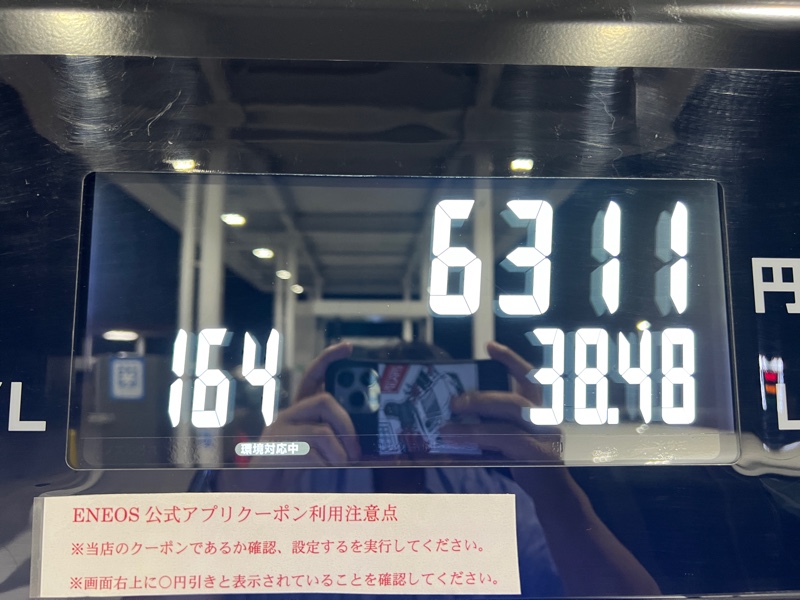 6311
円
164
38.48
/L
L
環境対応中
ENEOS 公式アプリクーポン利用注意点
※当店のクーポンであるか確認、設定するを実行してください。
※画面右上に〇円引きと表示されていることを確認してください。